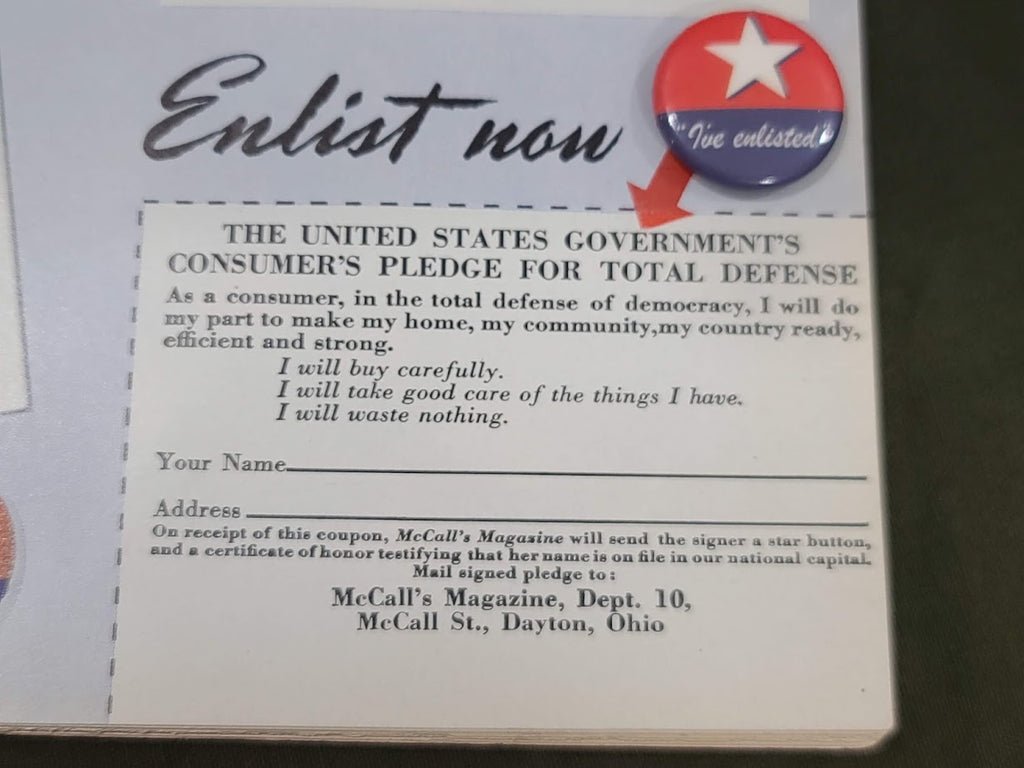 Enlist now
"I've enlisted"
THE UNITED STATES GOVERNMENT'S
CONSUMER'S PLEDGE FOR TOTAL DEFENSE
As a consumer, in the total defense of democracy, I will do
my part to make my home, my community, my country ready,
efficient and strong.
I will buy carefully.
I will take good care of the things I have.
I will waste nothing.
Your Name
Address
On receipt of this coupon, McCall's Magazine will send the signer a star button,
and a certificate of honor testifying that her name is on file in our national capital.
Mail signed pledge to:
McCall's Magazine, Dept. 10,
McCall St., Dayton, Ohio